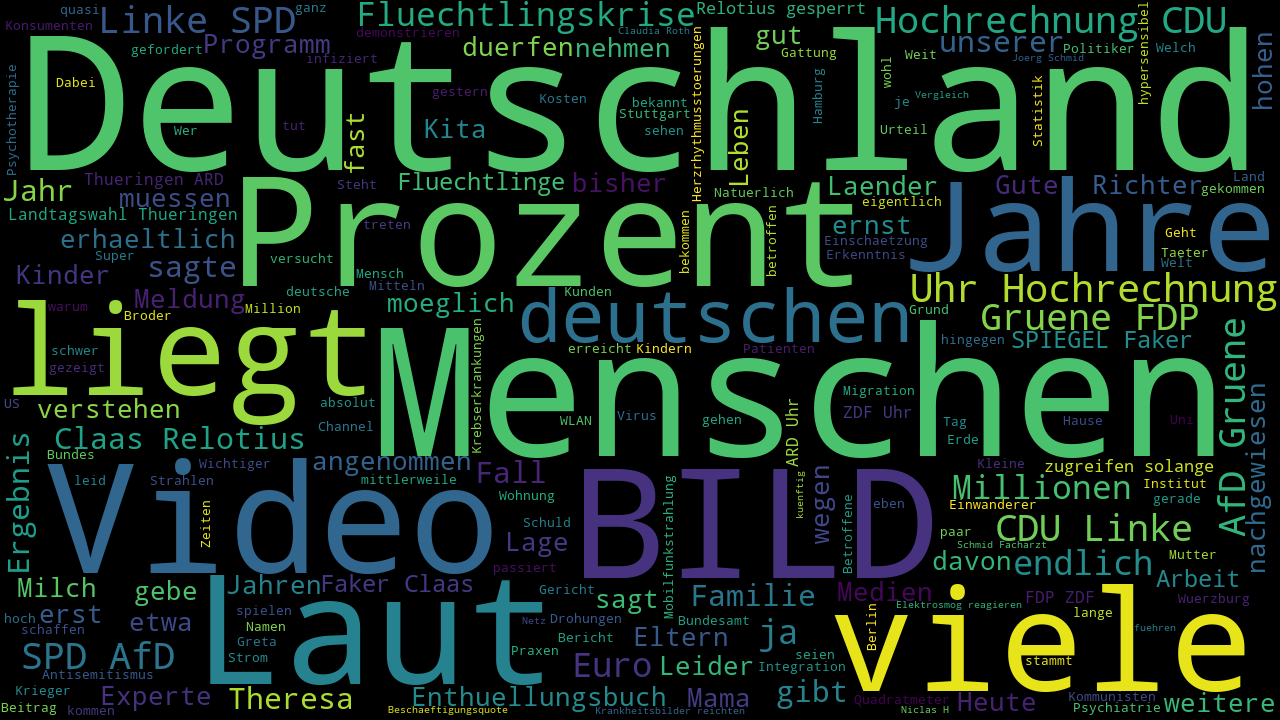 quasi
Linke SPD
ganz
Fluechtlingskrise
Relotius gesperrt
Hochrechnung CDU
Konsumenten
gefordert
Programm
infiziert
demonstrieren
duerfen
nehmen
Claudia Roth
gut
Gattung
unserer
Politiker
Joerg Schmid
Welch
Weit
hypersensibel
hohen
Deutschland
Dabei
Psychotherapie
Wer
tut
fast
gestern
Kita
Kosten
bekannt
Stuttgart
sehen
Herzrhythmusstoerungen
Leben
Hamburg
wohl
je
Vergleich
Urteil
Statistik
Jahr
Thueringen ARD
muessen
Landtagswahl Thueringen
Steht
Fluechtlinge
bisher
Natuerlich
Laender
eigentlich
Gute
Richter
Land
gekommen
Prozent
Jahre
erhaeltlich
Super
sagte
versucht
treten
Mensch
Mitteln
bekommen
betroffen
ernst
Einschaetzung
Erkenntnis
Geht
Taeter
Welt
Kinder
Meldung
deutsche
moeglich
Kunden
Uhr Hochrechnung
warum
Broder
Million
deutschen
Grund
Gruene FDP
liegt
Menschen
schwer
gezeigt
erreicht
Kindern
Patienten
hingegen
SPIEGEL Faker
AfD Gruene
US
verstehen
absolut
Channel
Krebserkrankungen
WLAN
Virus
gehen
Migration
ZDF Uhr
ARD Uhr
Tag
Erde
Hause
Uni
nachgewiesen
Claas Relotius
Bundes
Ergebnis
leid
Wichtiger
Strahlen
angenommen
mittlerweile
Fall
Kleine
zugreifen solange
Video
BILD
Zeiten
Wohnung
Schuld
Lage
passiert
Mobilfunkstrahlung
kuenftig
wegen
Betroffene
eben
Millionen
Einwanderer
Institut
gerade
paar
CDU Linke
Schmid Facharzt
davon
endlich
Mutter
Arbeit
Milch
gebe
Jahren
Faker Claas
Gericht
sagt
Familie
Medien
Elektrosmog reagieren
FDP ZDF
Wuerzburg
hoch
erst
schaffen
etwa
spielen
Namen
Greta
Strom
Laut
Netz
Drohungen
Bericht
Praxen
Bundesamt
Eltern
ja
seien
Integration
Berlin
viele
lange
fuehren
stammt
SPD AfD
Antisemitismus
Euro
Leider
Krieger
Beitrag
kommen
Experte
Theresa
Beschaeftigungsquote
Enthuellungsbuch
Krankheitsbilder reichten
Mama
gibt
Quadratmeter
Niclas H
Heute
Kommunisten
Psychiatrie
weitere